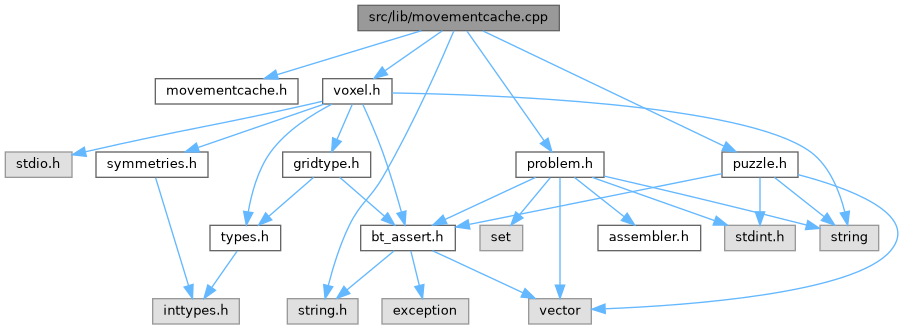 src/lib/movementcache.cpp
movementcache.h
voxel.h
stdio.h
symmetries.h
gridtype.h
problem.h
puzzle.h
types.h
bt_assert.h
set
assembler.h
stdint.h
string
inttypes.h
string.h
exception
vector